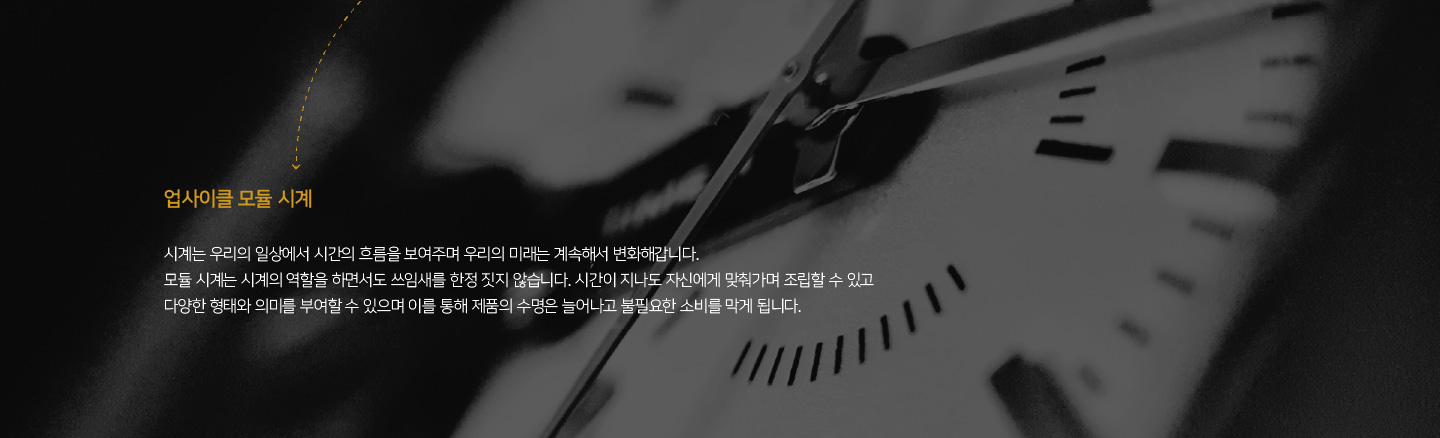 업사이클 모듈 시계
시계는 우리의 일상에서 시간의 흐름을 보여주며 우리의 미래는 계속해서 변화해갑니다.
모듈 시계는 시계의 역할을 하면서도 쓰임새를 한정 짓지 않습니다. 시간이 지나도 자신에게 맞춰가며 조립할 수 있고
다양한 형태와 의미를 부여할 수 있으며 이를 통해 제품의 수명은 늘어나고 불필요한 소비를 막게 됩니다.